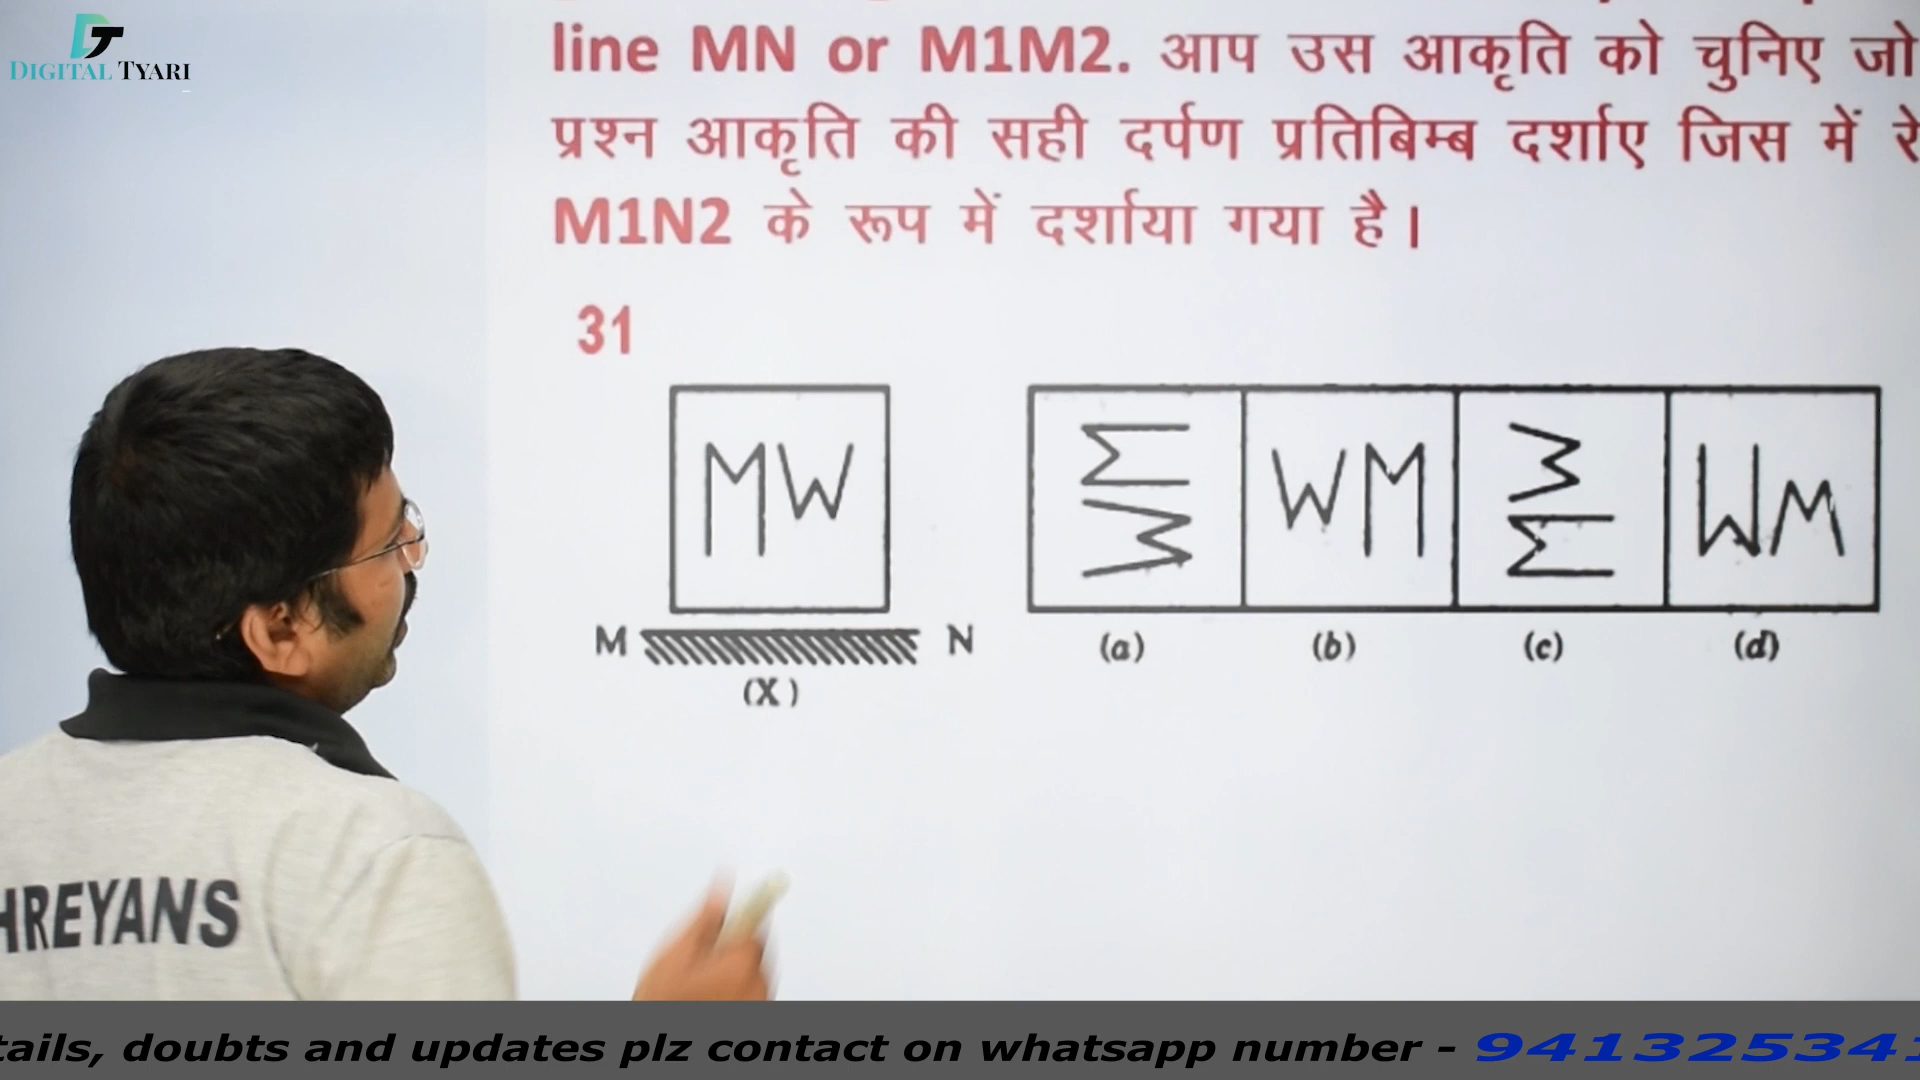 DT
DIGITAL TYARI
line MN or M1M2. आप उस आकृति को चुनिए जो
प्रश्न आकृति की सही दर्पण प्रतिबिम्ब दर्शाए जिस में रे
M1N2 के रूप में दर्शाया गया है।
31
MW
WM
M N
(X)
(a) (b) (c) (d)
HREYANS
tails, doubts and updates plz contact on whatsapp number - 941325341